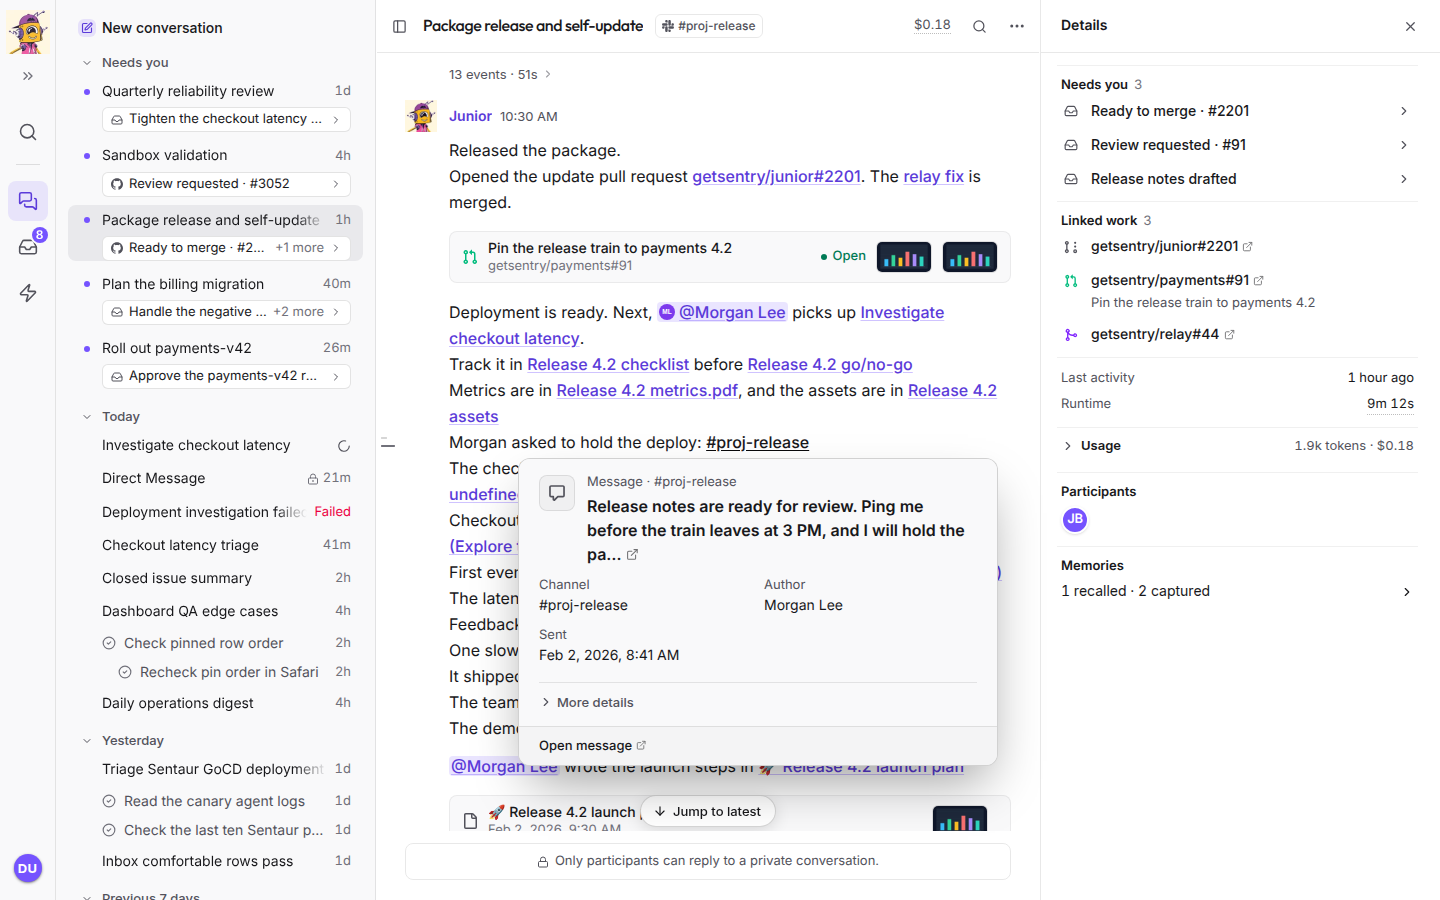 New conversation
Needs you
Quarterly reliability review 1d
Tighten the checkout latency ...
Sandbox validation 4h
Review requested · #3052
Package release and self-update 1h
Ready to merge · #2... +1 more
8
Plan the billing migration 40m
Handle the negative ... +2 more
Roll out payments-v42 26m
Approve the payments-v42 r...
Today
Investigate checkout latency
Direct Message 21m
Deployment investigation failed Failed
Checkout latency triage 41m
Closed issue summary 2h
Dashboard QA edge cases 4h
Check pinned row order 2h
Recheck pin order in Safari 2h
Daily operations digest 4h
Yesterday
Triage Sentaur GoCD deployment 1d
Read the canary agent logs 1d
Check the last ten Sentaur p... 1d
Inbox comfortable rows pass 1d
Previous 7 days
DU
Package release and self-update #proj-release $0.18
13 events · 51s
Junior 10:30 AM
Released the package.
Opened the update pull request getsentry/junior#2201. The relay fix is
merged.
Pin the release train to payments 4.2
getsentry/payments#91
Open
Deployment is ready. Next, ML @Morgan Lee picks up Investigate
checkout latency.
Track it in Release 4.2 checklist before Release 4.2 go/no-go
Metrics are in Release 4.2 metrics.pdf, and the assets are in Release 4.2
assets
Morgan asked to hold the deploy: #proj-release
The chec
undefine
Checkout
(Explore
First even )
The laten
Feedback
One slow
It shipped
The team
The demo
Message · #proj-release
Release notes are ready for review. Ping me
before the train leaves at 3 PM, and I will hold the
pa...
Channel Author
#proj-release Morgan Lee
Sent
Feb 2, 2026, 8:41 AM
More details
Open message
@Morgan Lee wrote the launch steps in 🚀 Release 4.2 launch plan
🚀 Release 4.2 launch
Feb 2, 2026, 9:30 AM
Jump to latest
Only participants can reply to a private conversation.
Details
Needs you 3
Ready to merge · #2201
Review requested · #91
Release notes drafted
Linked work 3
getsentry/junior#2201
getsentry/payments#91
Pin the release train to payments 4.2
getsentry/relay#44
Last activity 1 hour ago
Runtime 9m 12s
Usage 1.9k tokens · $0.18
Participants
JB
Memories
1 recalled · 2 captured